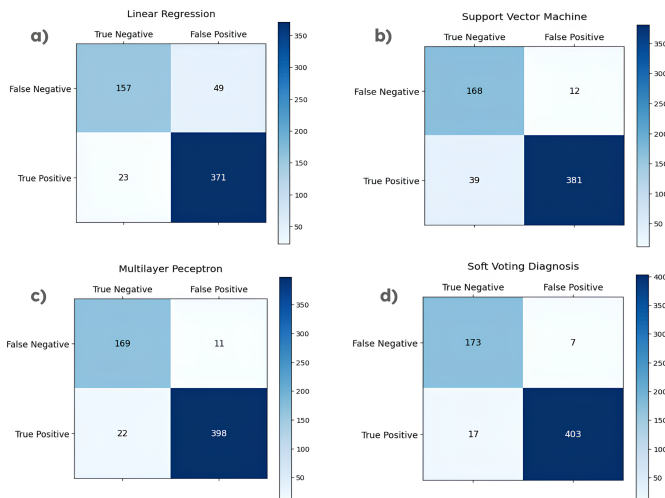 Linear Regression
a)
True Negative False Positive
False Negative 157 49
True Positive 23 371
350
300
250
200
150
100
50
Support Vector Machine
b)
True Negative False Positive
False Negative 168 12
True Positive 39 381
350
300
250
200
150
100
50
Multilayer Peceptron
c)
True Negative False Positive
False Negative 169 11
True Positive 22 398
350
300
250
200
150
100
50
Soft Voting Diagnosis
d)
True Negative False Positive
False Negative 173 7
True Positive 17 403
400
350
300
250
200
150
100
50